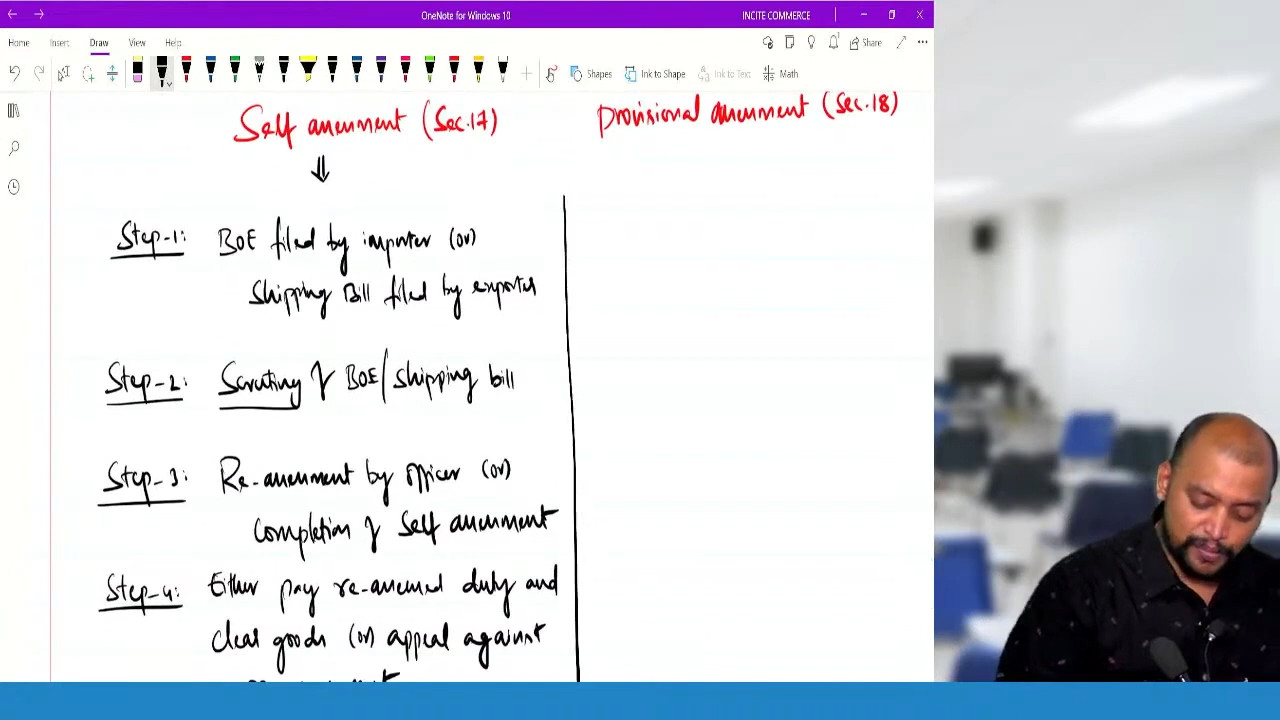 OneNote for Windows 10
INCITE COMMERCE
Home Insert Draw View Help
Share
Shapes Ink to Shape Ink to Text Math
Self assessment (Sec.17)
Provisional assessment (Sec.18)
Step-1: BOE filed by importer (or)
Shipping Bill filed by exporter
Step-2: Scrutiny of BOE/shipping bill
Step-3: Re-assessment by officer (or)
Completion of Self assessment
Step-4: Either pay re-assessed duty and
clear goods (or) appeal against